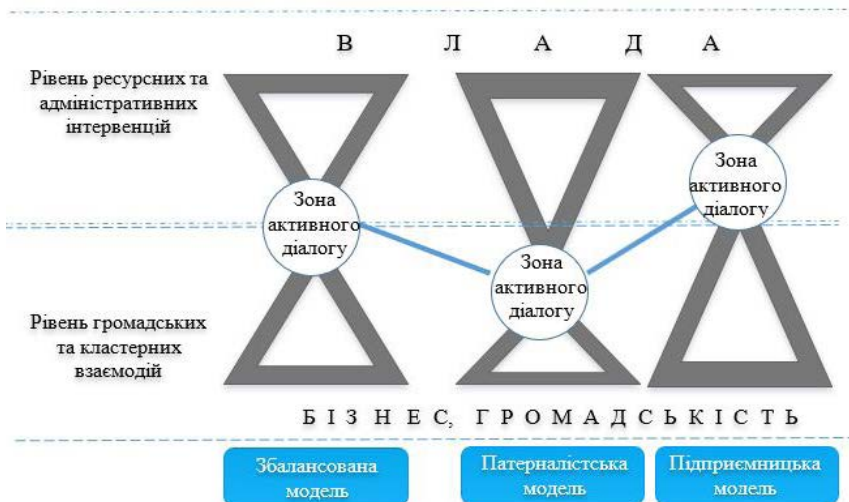 В Л А Д А
Рівень ресурсних та
адміністративних
інтервенцій
Зона
активного
діалогу
Зона
активного
діалогу
Зона
активного
діалогу
Рівень громадських
та кластерних
взаємодій
Б І З Н Е С, Г Р О М А Д С Ь К І С Т Ь
Збалансована
модель
Патерналістська
модель
Підприємницька
модель